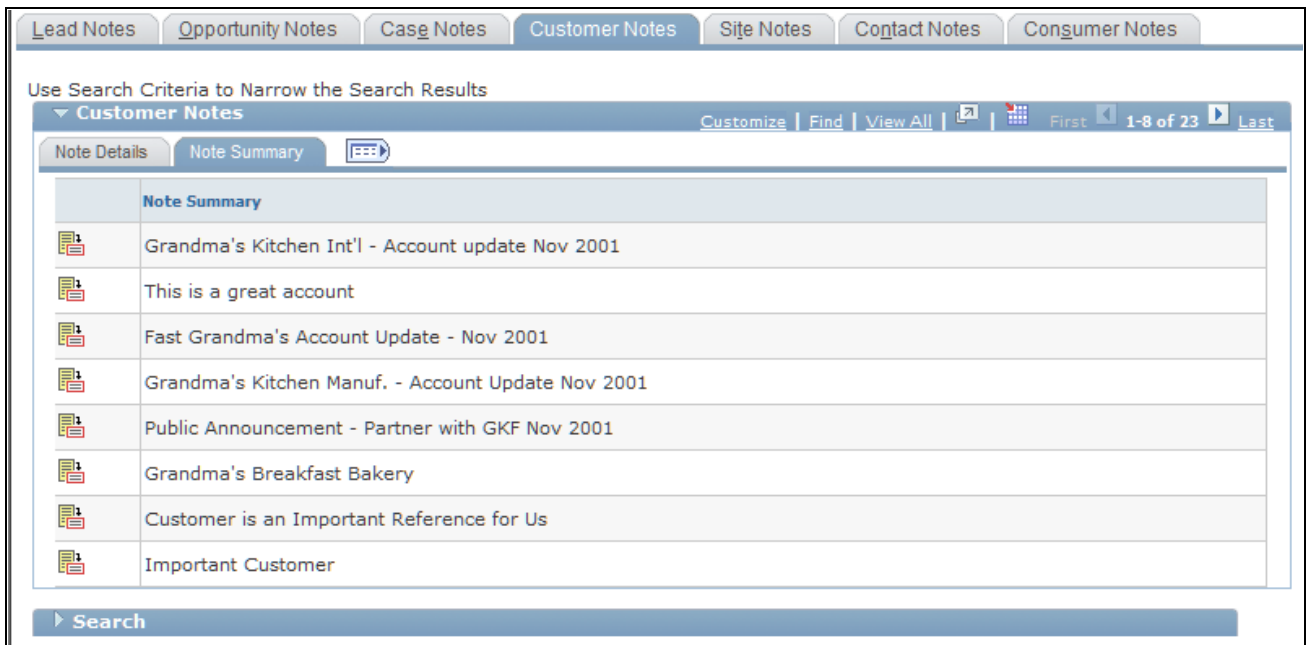 Lead Notes Opportunity Notes Case Notes Customer Notes Site Notes Contact Notes Consumer Notes
Use Search Criteria to Narrow the Search Results
Customer Notes Customize | Find | View All | | First 1-8 of 23 Last
Note Details Note Summary
Note Summary
Grandma's Kitchen Int'l - Account update Nov 2001
This is a great account
Fast Grandma's Account Update - Nov 2001
Grandma's Kitchen Manuf. - Account Update Nov 2001
Public Announcement - Partner with GKF Nov 2001
Grandma's Breakfast Bakery
Customer is an Important Reference for Us
Important Customer
Search